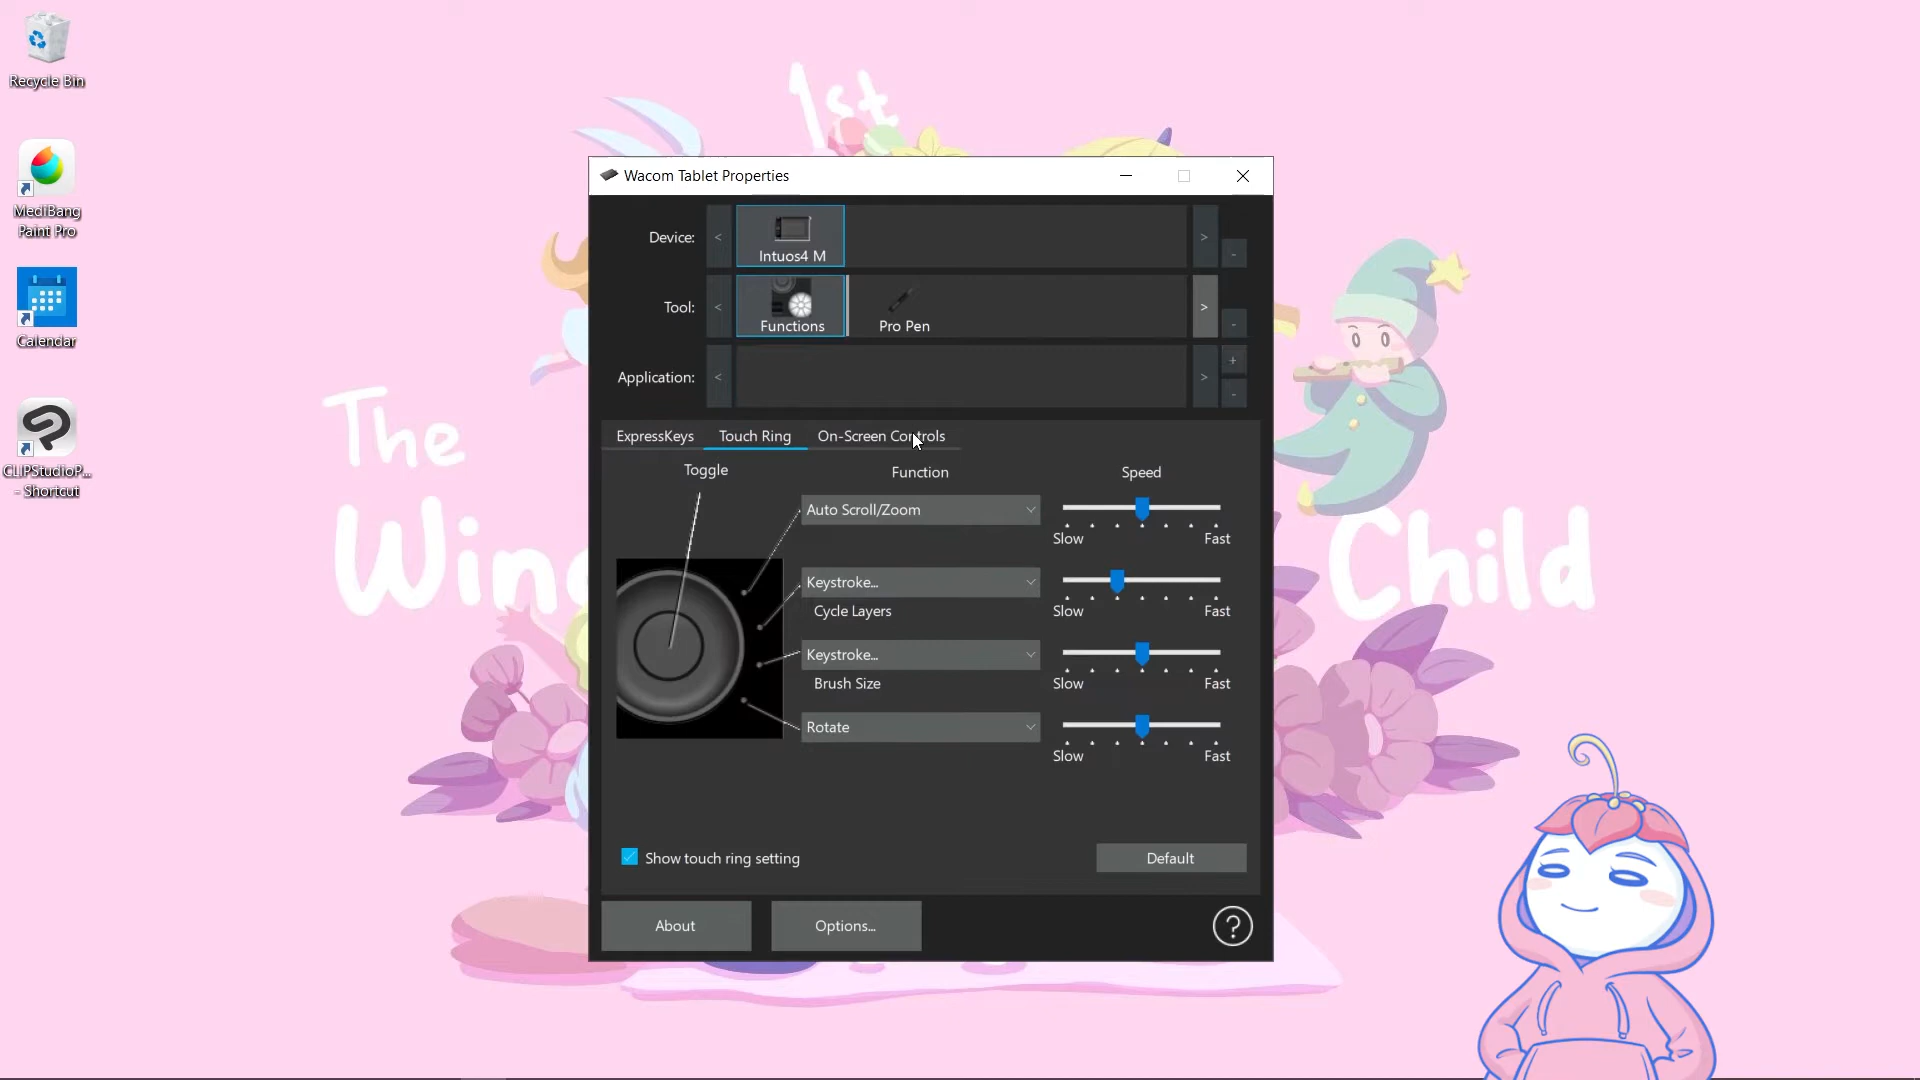 Recycle Bin
MediBang
Paint Pro
Calendar
CLIPStudioP...
- Shortcut
1st
The
Child
Wacom Tablet Properties
Device:
<
Intuos4 M
>
-
Tool:
<
Functions
Pro Pen
>
-
Application:
<
>
+
-
ExpressKeys
Touch Ring
On-Screen Controls
Toggle
Function
Speed
Auto Scroll/Zoom
Slow
Fast
Keystroke...
Cycle Layers
Slow
Fast
Keystroke...
Brush Size
Slow
Fast
Rotate
Slow
Fast
Show touch ring setting
Default
About
Options...
?